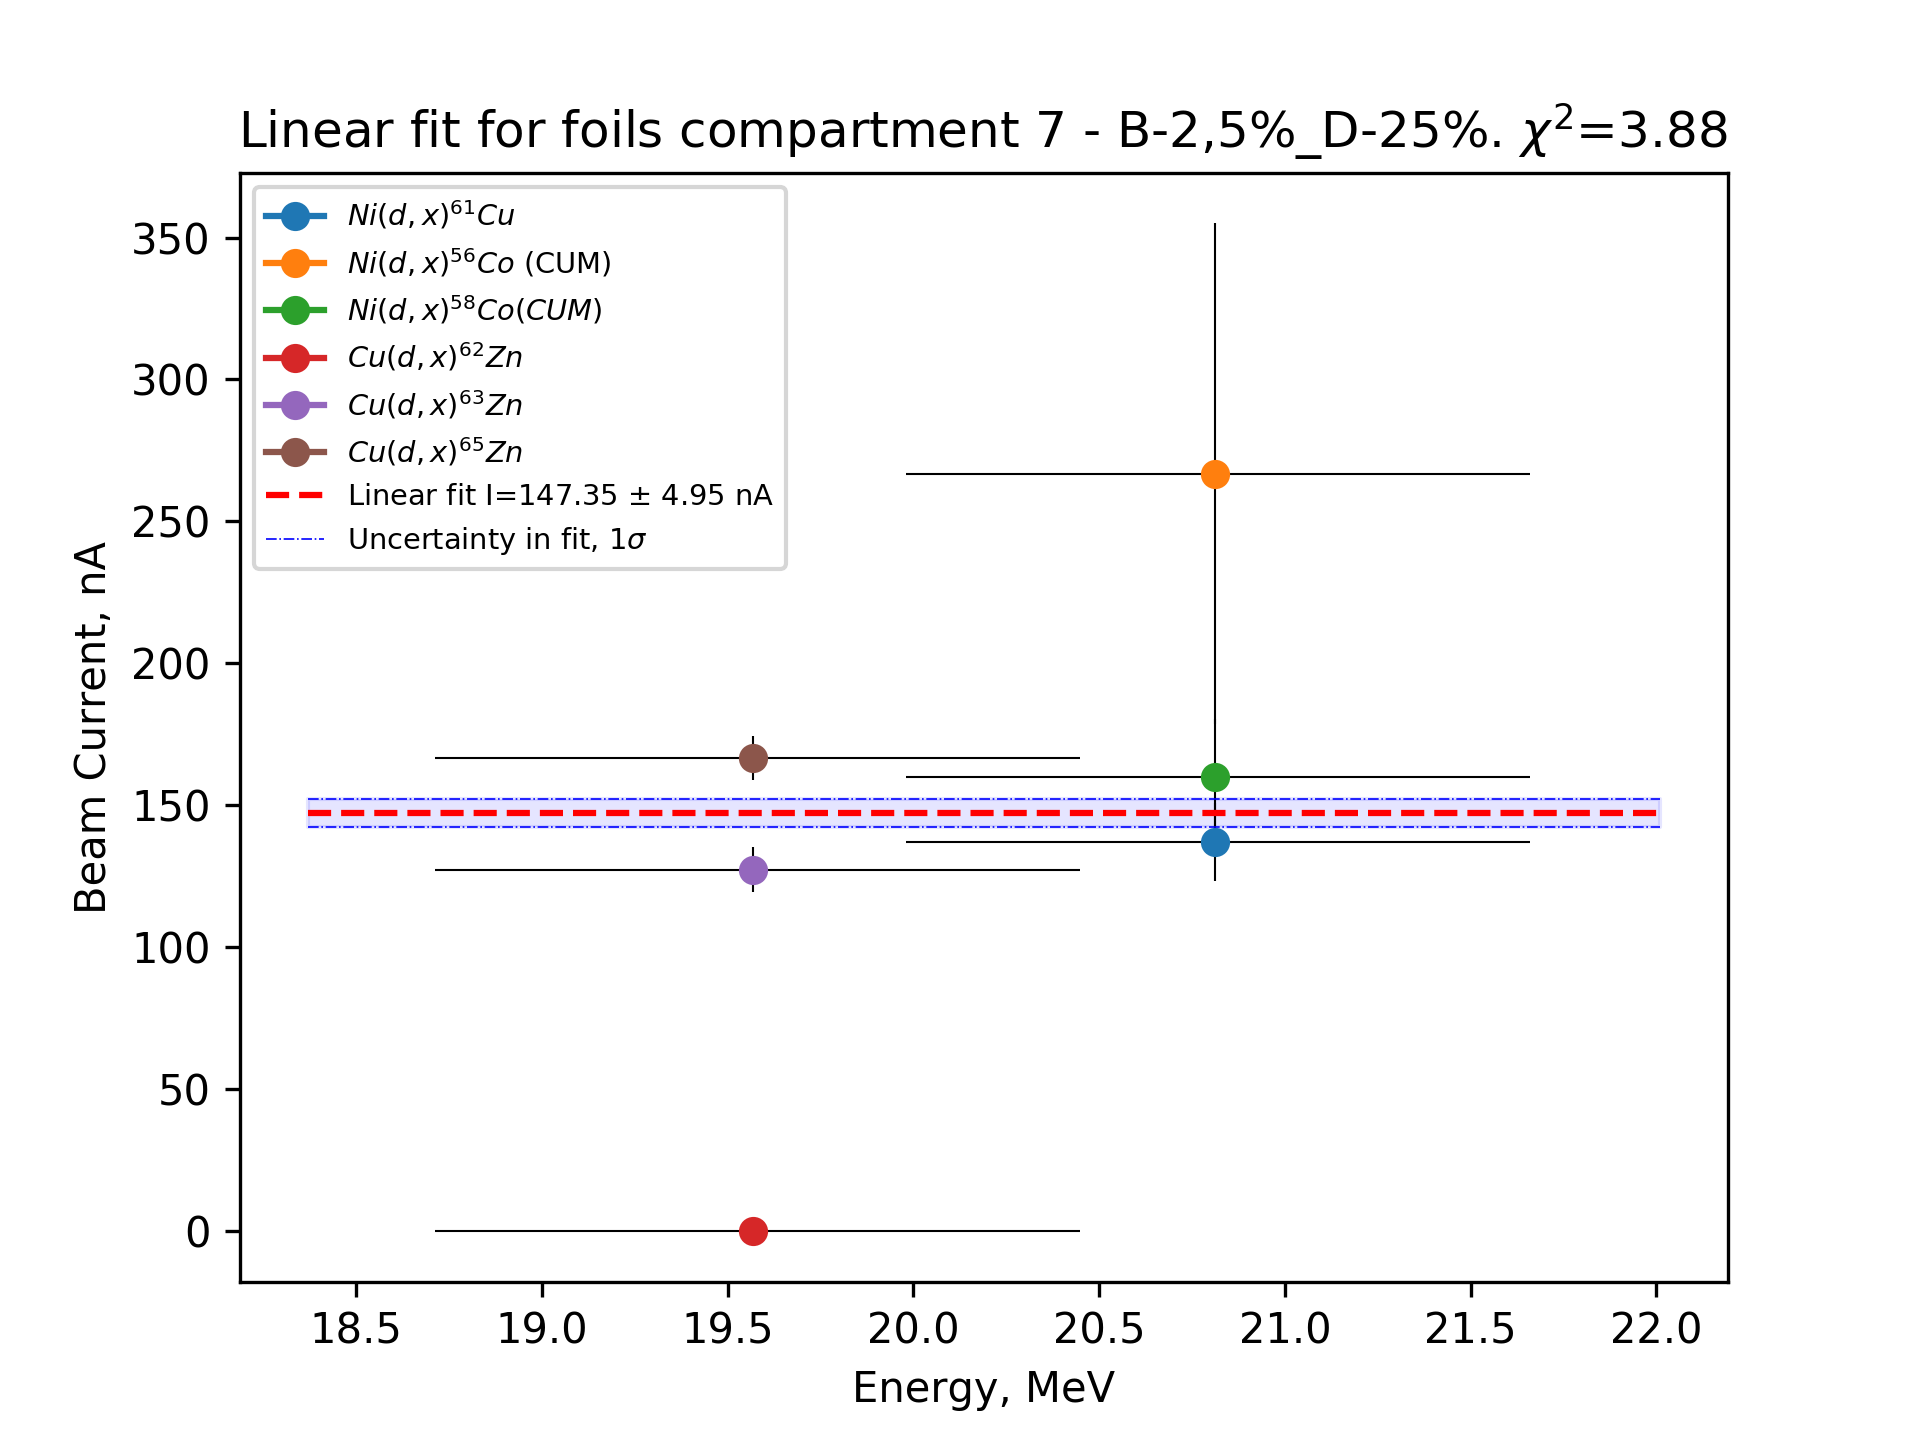 Linear fit for foils compartment 7 - B-2,5%_D-25%. χ²=3.88
Ni(d, x)⁶¹Cu
Ni(d, x)⁵⁶Co (CUM)
Ni(d, x)⁵⁸Co(CUM)
Cu(d, x)⁶²Zn
Cu(d, x)⁶³Zn
Cu(d, x)⁶⁵Zn
Linear fit I=147.35 ± 4.95 nA
Uncertainty in fit, 1σ
350
300
250
200
150
100
50
0
Beam Current, nA
18.5 19.0 19.5 20.0 20.5 21.0 21.5 22.0
Energy, MeV